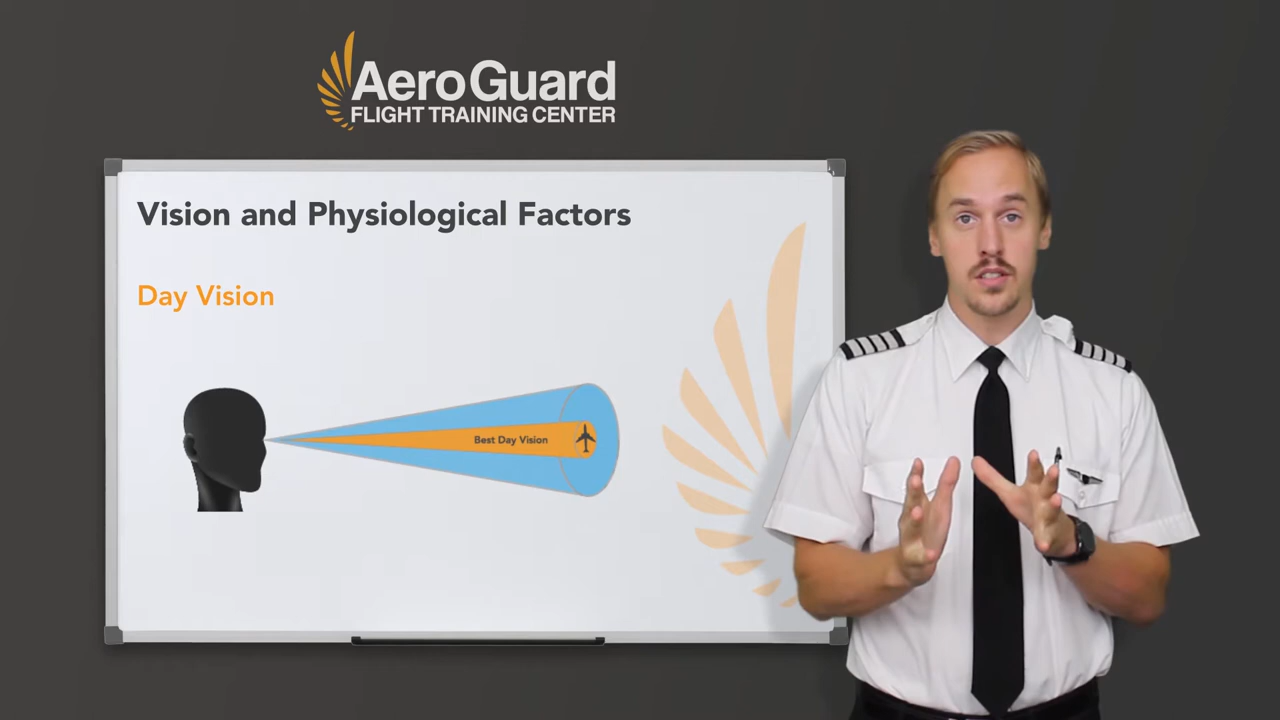 AeroGuard
FLIGHT TRAINING CENTER
Vision and Physiological Factors
Day Vision
Best Day Vision